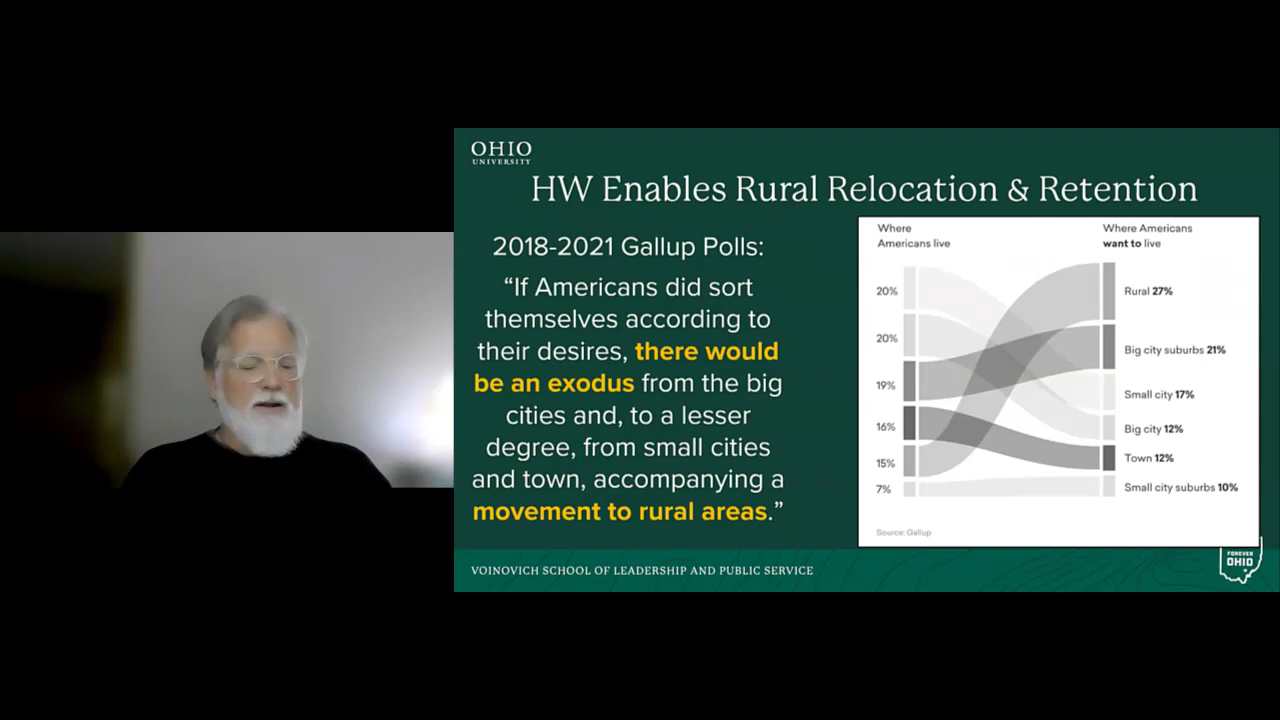 OHIO
UNIVERSITY
HW Enables Rural Relocation & Retention
2018-2021 Gallup Polls:
“If Americans did sort
themselves according to
their desires, there would
be an exodus from the big
cities and, to a lesser
degree, from small cities
and town, accompanying a
movement to rural areas.”
Where
Americans live
Where Americans
want to live
20%
20%
19%
16%
15%
7%
Rural 27%
Big city suburbs 21%
Small city 17%
Big city 12%
Town 12%
Small city suburbs 10%
Source: Gallup
VOINOVICH SCHOOL OF LEADERSHIP AND PUBLIC SERVICE
FOREVER
OHIO